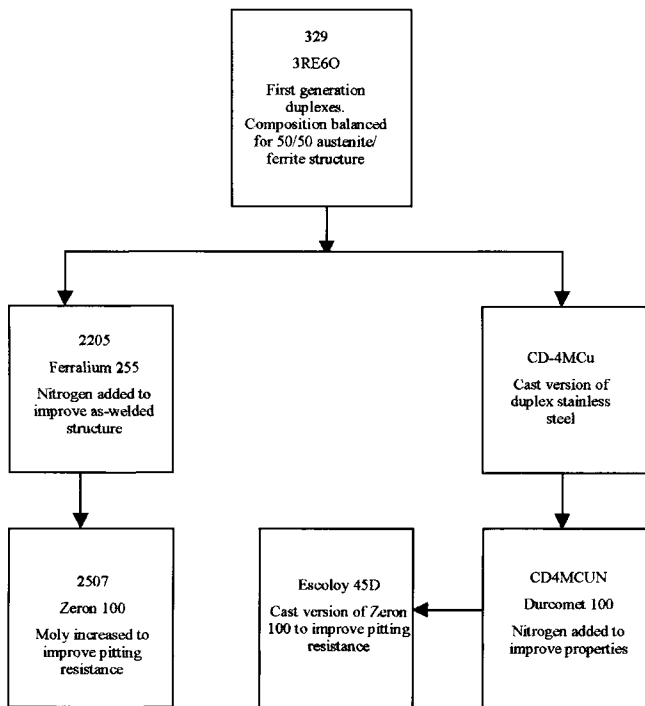 329
3RE6O
First generation
duplexes.
Composition balanced
for 50/50 austenite/
ferrite structure
2205
Ferralium 255
Nitrogen added to
improve as-welded
structure
CD-4MCu
Cast version of
duplex stainless
steel
2507
Zeron 100
Moly increased to
improve pitting
resistance
Escoloy 45D
Cast version of Zeron
100 to improve pitting
resistance
CD4MCUN
Durcomet 100
Nitrogen added to
improve properties